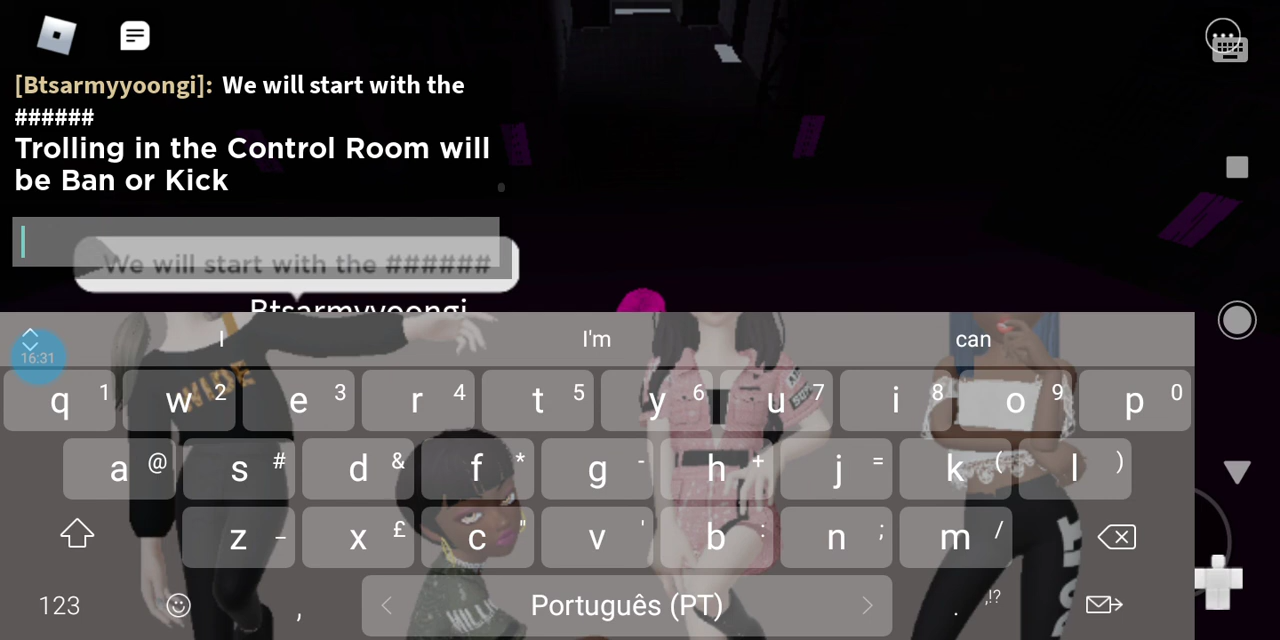 [Btsarmyyoongi]: We will start with the
######
Trolling in the Control Room will
be Ban or Kick
We will start with the ######
Btsarmyyoongi
I I'm can
16:31
q 1 w 2 e 3 r 4 t 5 y 6 u 7 i 8 o 9 p 0
a @ s # d & f * g - h + j = k ( l )
z _ x £ c " v ' b : n ; m /
123 , < Português (PT) > . ,!?
WIDE